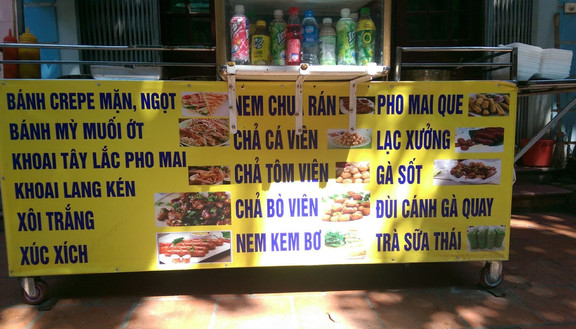 BÁNH CREPE MẶN, NGỌT
BÁNH MỲ MUỐI ỚT
KHOAI TÂY LẮC PHO MAI
KHOAI LANG KÉN
XÔI TRẮNG
XÚC XÍCH
NEM CHUA RÁN
CHẢ CÁ VIÊN
CHẢ TÔM VIÊN
CHẢ BÒ VIÊN
NEM KEM BƠ
PHO MAI QUE
LẠC XƯỞNG
GÀ SỐT
ĐÙI CÁNH GÀ QUAY
TRÀ SỮA THÁI